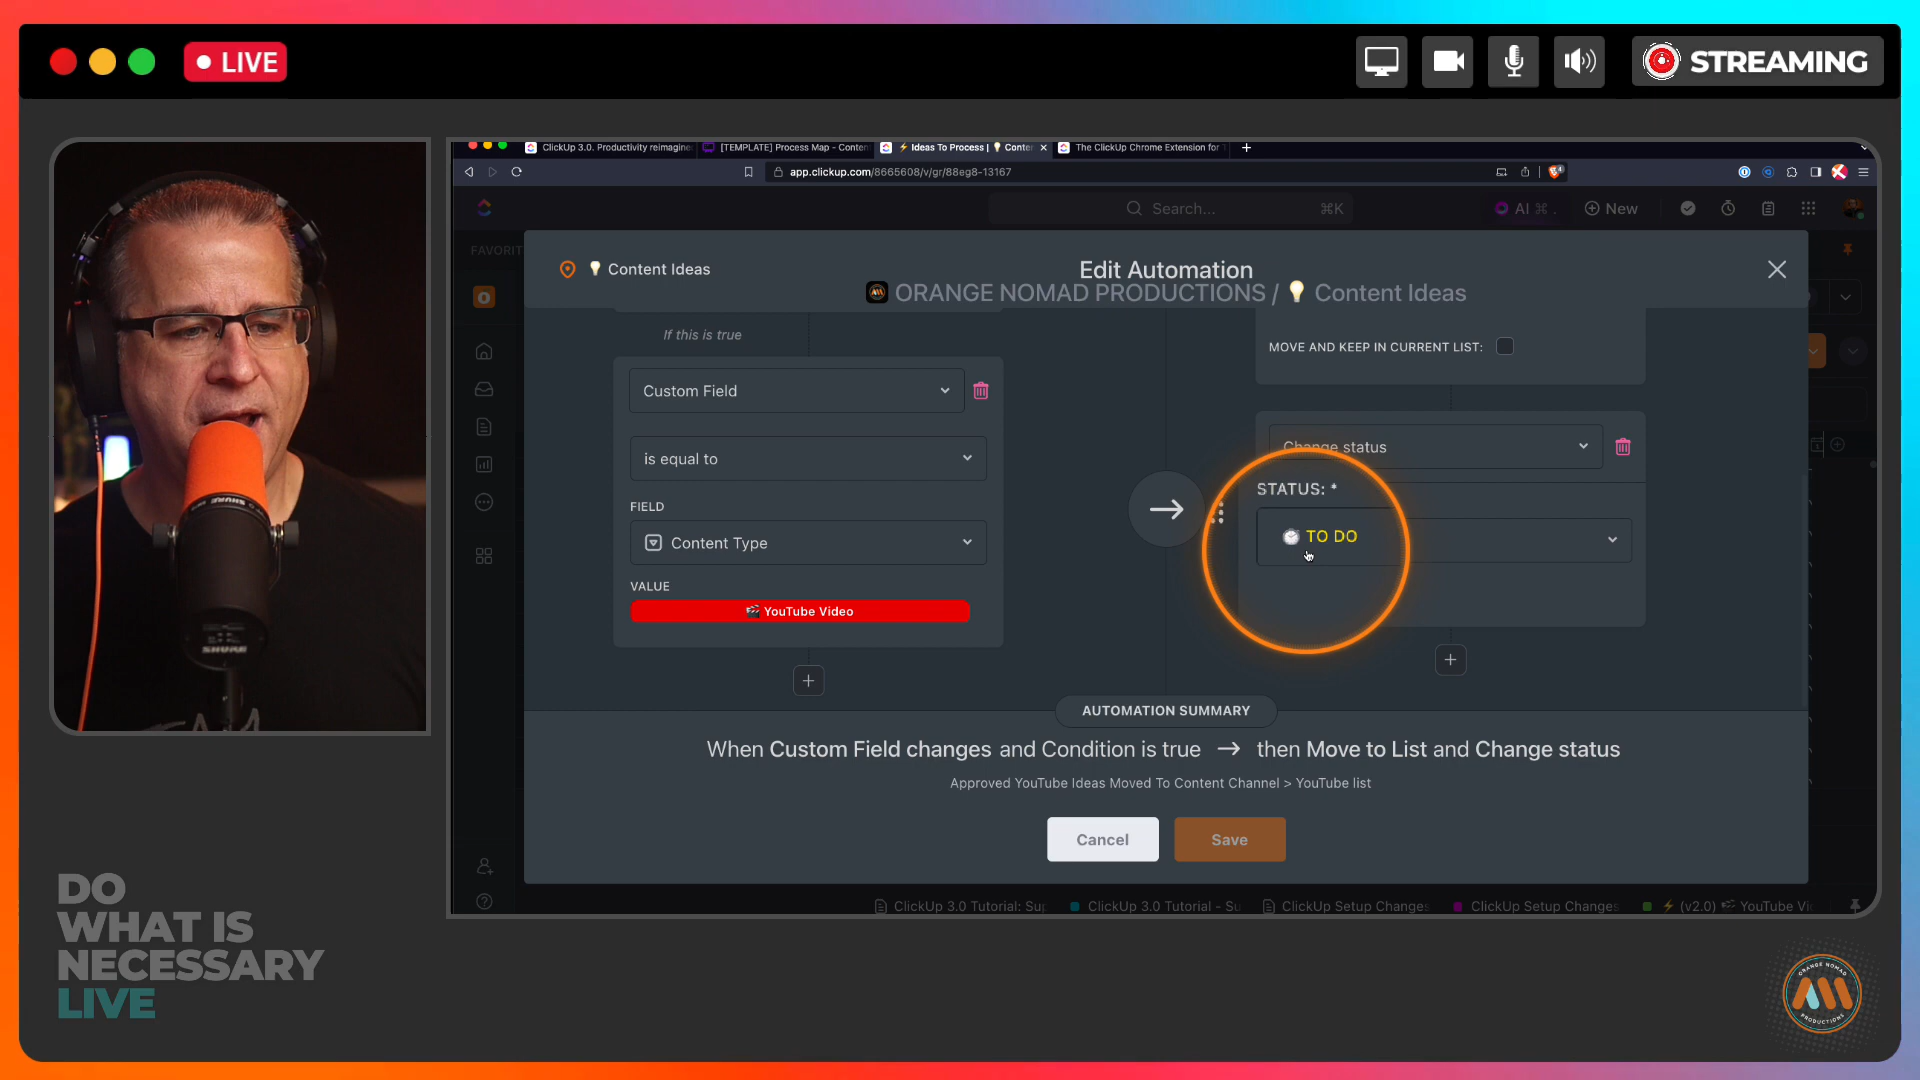 LIVE
STREAMING
ClickUp 3.0. Productivity reimagine
[TEMPLATE] Process Map - Conten
⚡ Ideas To Process | 💡 Conter
The ClickUp Chrome Extension for
app.clickup.com/8665608/v/gr/88eg8-13167
Search...
⌘K
AI ⌘ .
New
FAVORIT
💡 Content Ideas
Edit Automation
ORANGE NOMAD PRODUCTIONS / 💡 Content Ideas
If this is true
MOVE AND KEEP IN CURRENT LIST:
Custom Field
Change status
is equal to
STATUS: *
FIELD
TO DO
Content Type
VALUE
🎬 YouTube Video
AUTOMATION SUMMARY
When Custom Field changes and Condition is true → then Move to List and Change status
Approved YouTube Ideas Moved To Content Channel > YouTube list
Cancel
Save
ClickUp 3.0 Tutorial: Su
ClickUp 3.0 Tutorial - Su
ClickUp Setup Changes
ClickUp Setup Changes
⚡ (v2.0) 🎬 YouTube Vi
DO
WHAT IS
NECESSARY
LIVE
ORANGE NOMAD
PRODUCTIONS
SHURE
SHURE